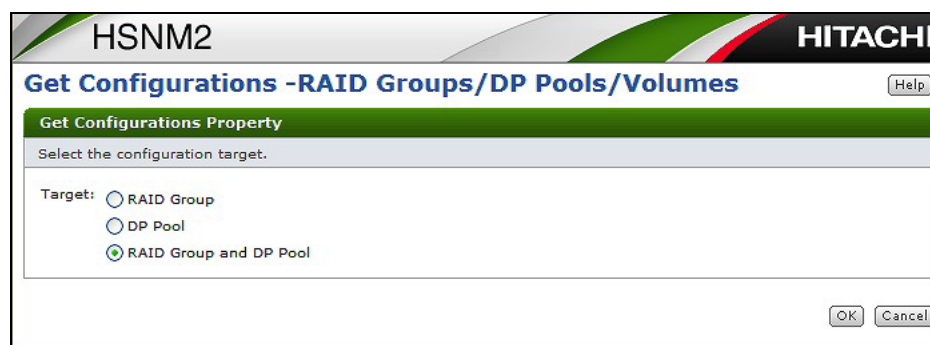 HSNM2
HITACHI
Get Configurations -RAID Groups/DP Pools/Volumes
Help
Get Configurations Property
Select the configuration target.
Target: RAID Group
DP Pool
RAID Group and DP Pool
OK Cancel